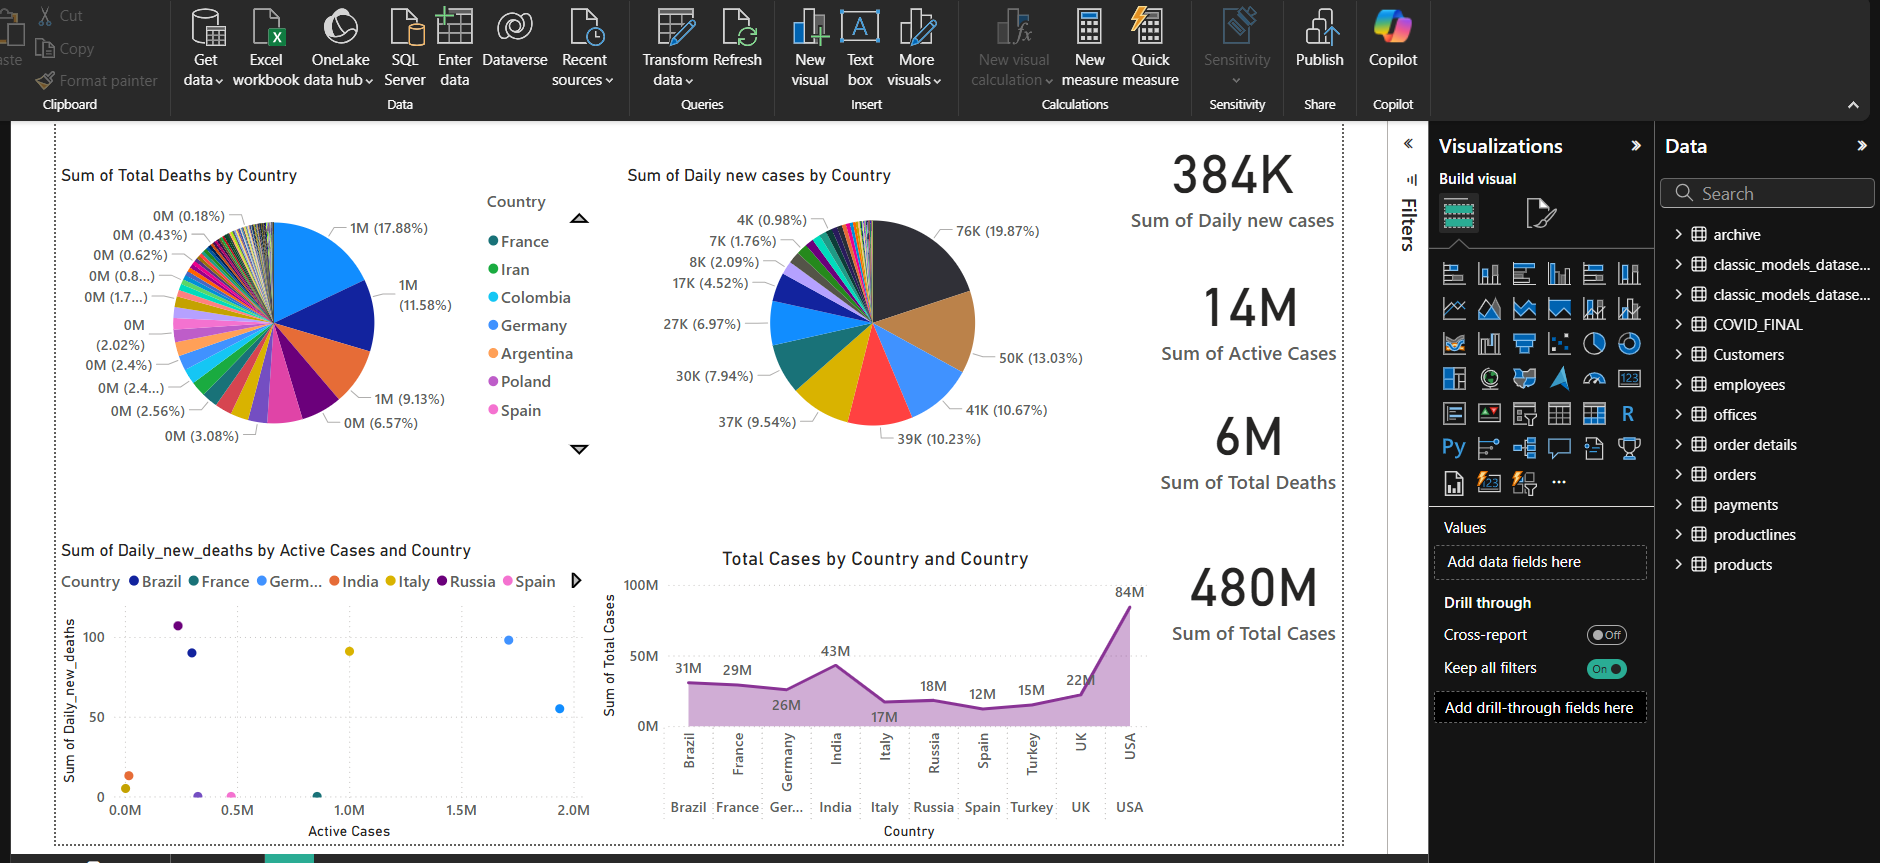 Cut
Copy
Format painter
Clipboard
Get data
Excel workbook
OneLake data hub
SQL Server
Enter data
Dataverse
Recent sources
Data
Transform data
Refresh
Queries
New visual
Text box
More visuals
Insert
New visual calculation
New measure
Quick measure
Calculations
Sensitivity
Sensitivity
Publish
Share
Copilot
Copilot
Sum of Total Deaths by Country
0M (0.18%)
0M (0.43%)
0M (0.62%)
0M (0.8...)
0M (1.7...)
0M (2.02%)
0M (2.4%)
0M (2.4...)
0M (2.56%)
0M (3.08%)
1M (17.88%)
1M (11.58%)
1M (9.13%)
0M (6.57%)
Country
France
Iran
Colombia
Germany
Argentina
Poland
Spain
Sum of Daily new cases by Country
4K (0.98%)
7K (1.76%)
8K (2.09%)
17K (4.52%)
27K (6.97%)
30K (7.94%)
37K (9.54%)
76K (19.87%)
50K (13.03%)
41K (10.67%)
39K (10.23%)
384K
Sum of Daily new cases
14M
Sum of Active Cases
6M
Sum of Total Deaths
480M
Sum of Total Cases
Sum of Daily_new_deaths by Active Cases and Country
Country Brazil France Germ... India Italy Russia Spain
Sum of Daily_new_deaths
100
50
0
0.0M 0.5M 1.0M 1.5M 2.0M
Active Cases
Total Cases by Country and Country
Sum of Total Cases
100M
50M
0M
31M 29M 26M 43M 17M 18M 12M 15M 22M 84M
Brazil France Germany India Italy Russia Spain Turkey UK USA
Brazil France Ger... India Italy Russia Spain Turkey UK USA
Country
Filters
Visualizations
Build visual
123
R
Py
123
Values
Add data fields here
Drill through
Cross-report Off
Keep all filters On
Add drill-through fields here
Data
Search
archive
classic_models_datase...
classic_models_datase...
COVID_FINAL
Customers
employees
offices
order details
orders
payments
productlines
products